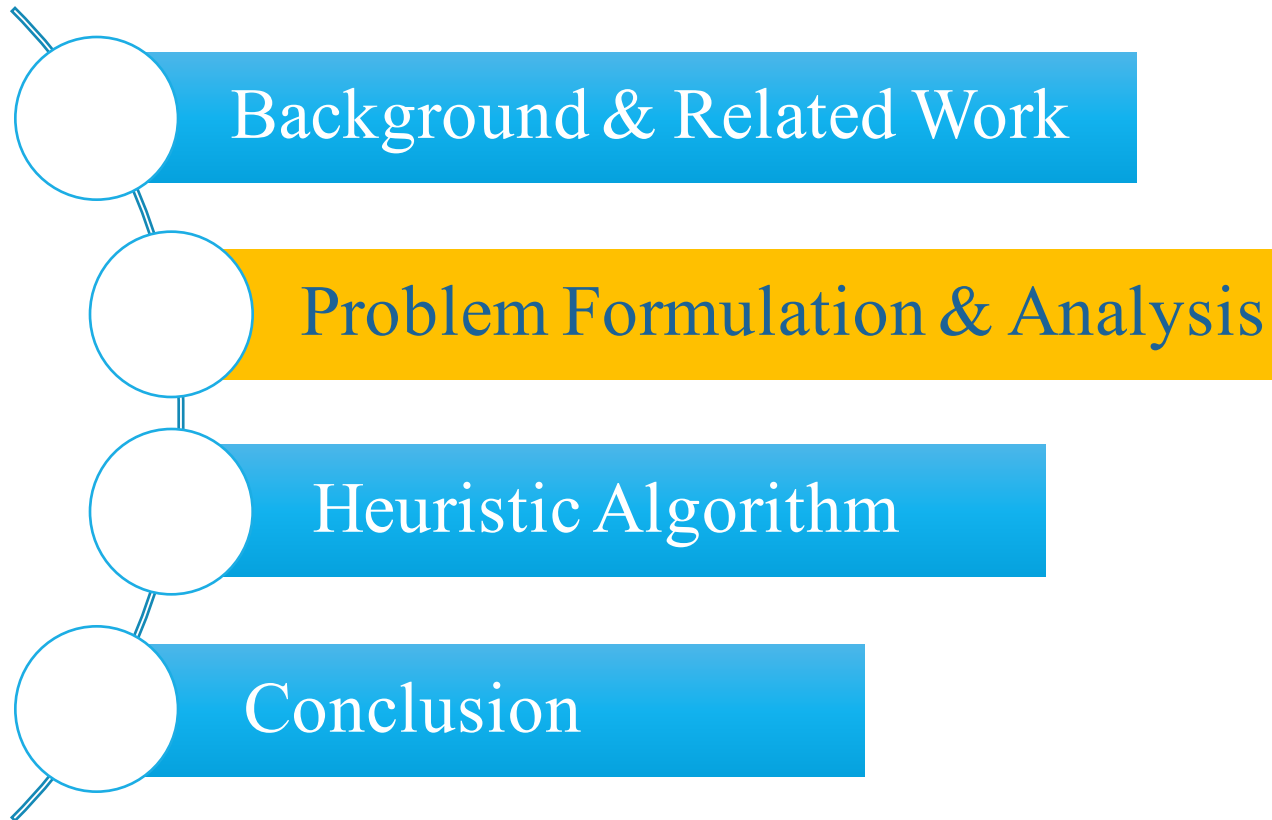 Background & Related Work
Problem Formulation & Analysis
Heuristic Algorithm
Conclusion